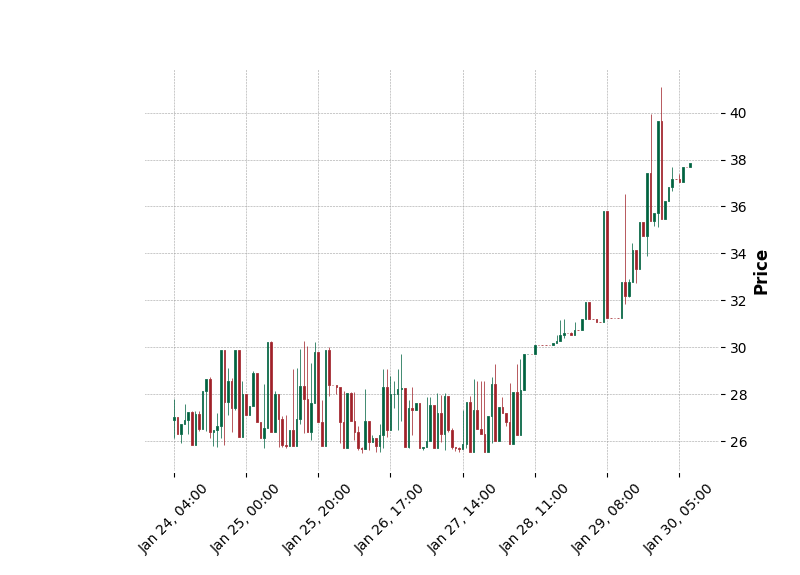 40
38
36
34
32
30
28
26
Price
Jan 24, 04:00
Jan 25, 00:00
Jan 25, 20:00
Jan 26, 17:00
Jan 27, 14:00
Jan 28, 11:00
Jan 29, 08:00
Jan 30, 05:00